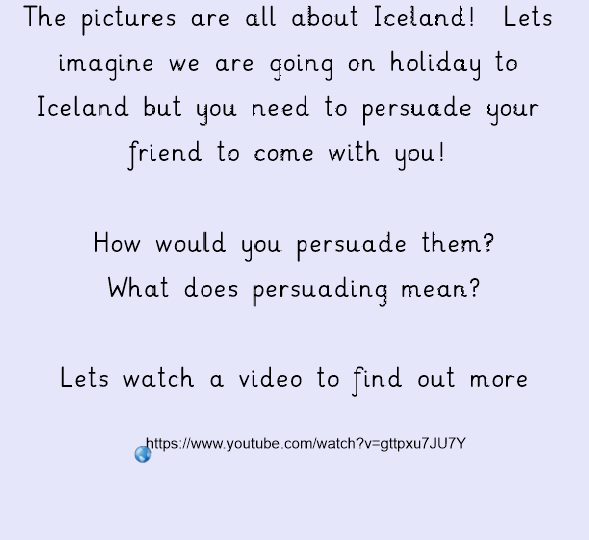 The pictures are all about Iceland!  Lets
imagine we are going on holiday to
Iceland but you need to persuade your
friend to come with you!
How would you persuade them?
What does persuading mean?
Lets watch a video to find out more
https://www.youtube.com/watch?v=gttpxu7JU7Y